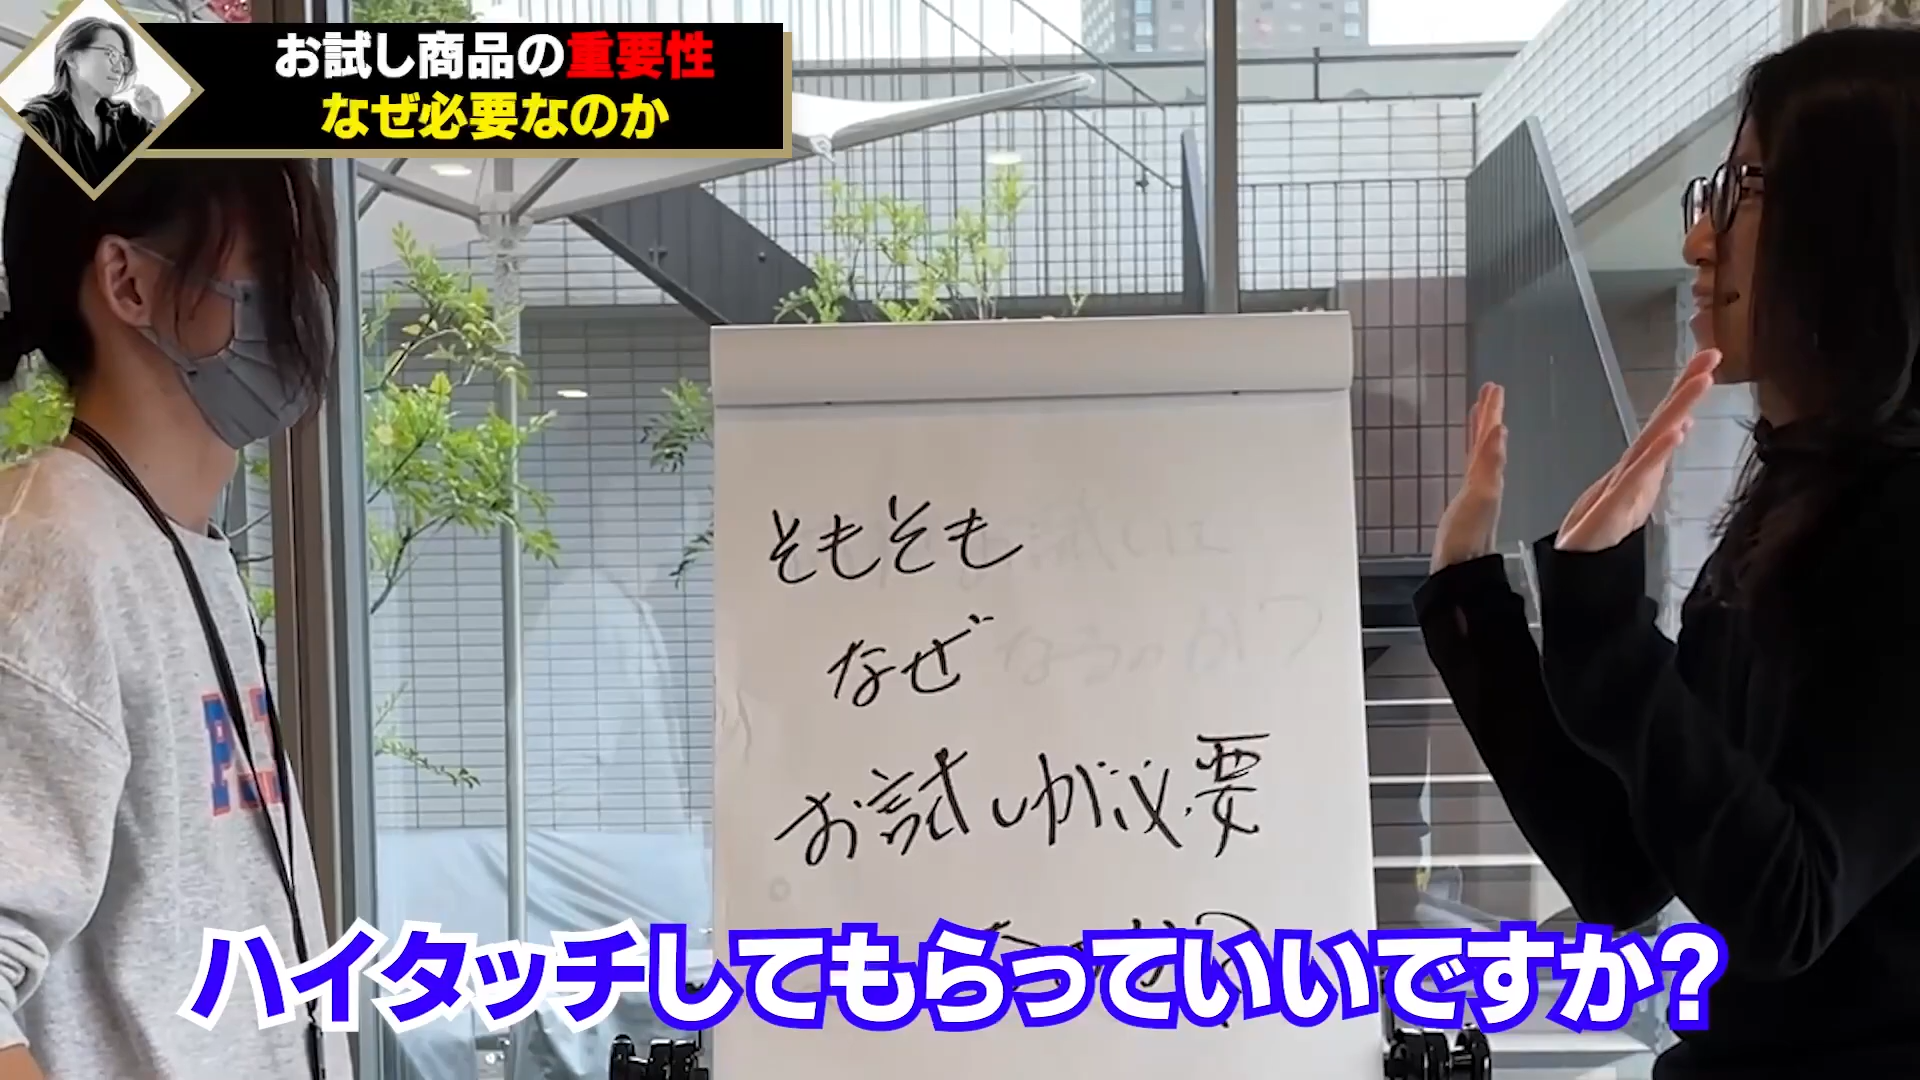 お試し商品の重要性
なぜ必要なのか
そもそも
なぜ
お試しが必要
ハイタッチしてもらっていいですか?